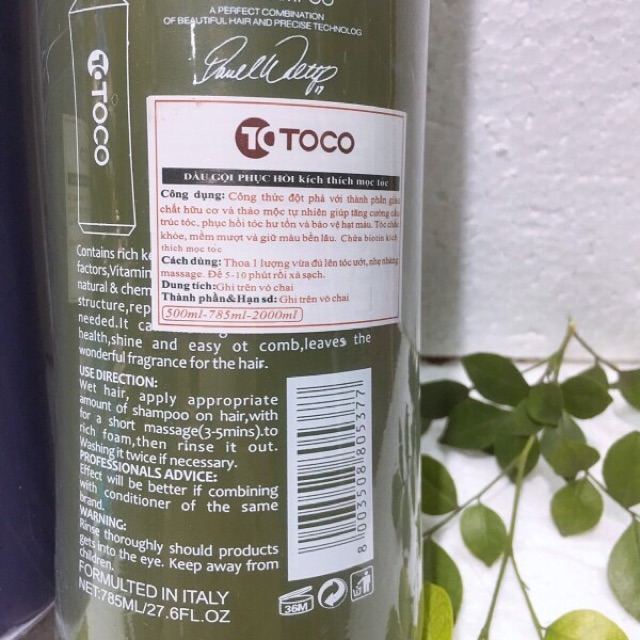 A PERFECT COMBINATION
OF BEAUTIFUL HAIR AND PRECISE TECHNOLOG
TOCO
TOCO
DẦU GỘI PHỤC HỒI kích thích mọc tóc
Công dụng: Công thức đột phá với thành phần
chất hữu cơ và thảo mộc tự nhiên giúp tăng cường
trúc tóc, phục hồi tóc hư tổn và bảo vệ hạt màu. Tóc
khỏe, mềm mượt và giữ màu bền lâu. Chứa biotin kích
thích mọc tóc
Cách dùng: Thoa 1 lượng vừa đủ lên tóc ướt, nhẹ nhàng
massage. Để 5-10 phút rồi xả sạch.
Dung tích:Ghi trên vỏ chai
Thành phần&Hạn sd: Ghi trên vỏ chai
500ml-785ml-2000ml
Contains rich
factors,Vitamin
natural & chem
structure,rep
needed.It
health,shine and easy ot comb,leaves the
wonderful fragrance for the hair.
USE DIRECTION:
Wet hair, apply appropriate
amount of shampoo on hair,with
for a short massage(3-5mins).to
rich foam,then rinse it out.
Washing it twice if necessary.
PROFESSIONALS ADVICE:
Effect will be better if combining
with conditioner of the same
brand.
WARNING:
Rinse thoroughly should products
gets into the eye. Keep away from
children.
FORMULTED IN ITALY
NET:785ML/27.6FL.OZ
8003508805377
36M